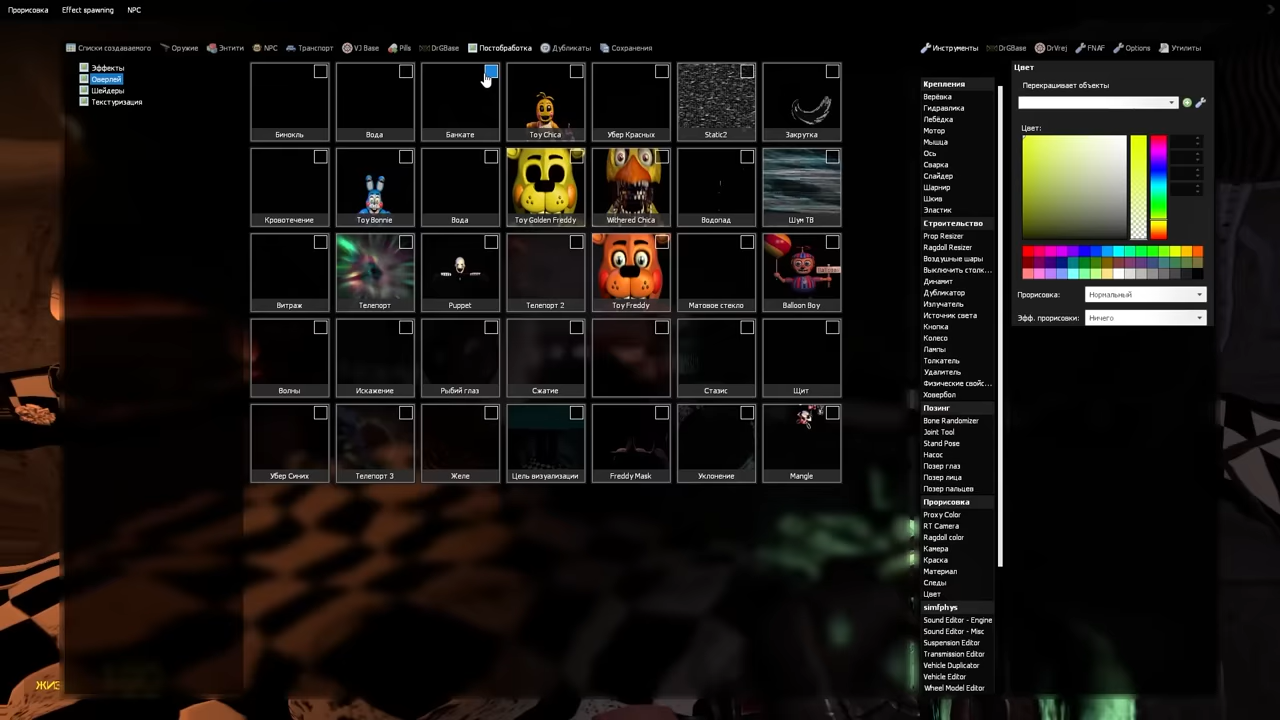 Прорисовка Effect spawning NPC
Списки создаваемого Оружие Энтити NPC Транспорт VJ Base Pills DrGBase Постобработка Дубликаты Сохранения
Инструменты DrGBase DrVrej FNAF Options Утилиты
Эффекты
Оверлей
Шейдеры
Текстуризация
Бинокль Вода Банкате Toy Chica Убер Красных Static2 Закрутка
Кровотечение Toy Bonnie Вода Toy Golden Freddy Withered Chica Водопад Шум ТВ
Витраж Телепорт Puppet Телепорт 2 Toy Freddy Матовое стекло Balloon Boy
Волны Искажение Рыбий глаз Сжатие Стазис Щит
Убер Синих Телепорт 3 Желе Цель визуализации Freddy Mask Уклонение Mangle
Крепления
Верёвка
Гидравлика
Лебёдка
Мотор
Мышца
Ось
Сварка
Слайдер
Шарнир
Шкив
Эластик
Строительство
Prop Resizer
Ragdoll Resizer
Воздушные шары
Выключить столк...
Динамит
Дубликатор
Излучатель
Источник света
Кнопка
Колесо
Лампы
Толкатель
Удалитель
Физические свойс...
Ховербол
Позинг
Bone Randomizer
Joint Tool
Stand Pose
Насос
Позер глаз
Позер лица
Позер пальцев
Прорисовка
Proxy Color
RT Camera
Ragdoll color
Камера
Краска
Материал
Следы
Цвет
simfphys
Sound Editor - Engine
Sound Editor - Misc
Suspension Editor
Transmission Editor
Vehicle Duplicator
Vehicle Editor
Wheel Model Editor
Цвет
Перекрашивает объекты
Цвет:
Прорисовка: Нормальный
Эфф. прорисовки: Ничего
ЖИЗ